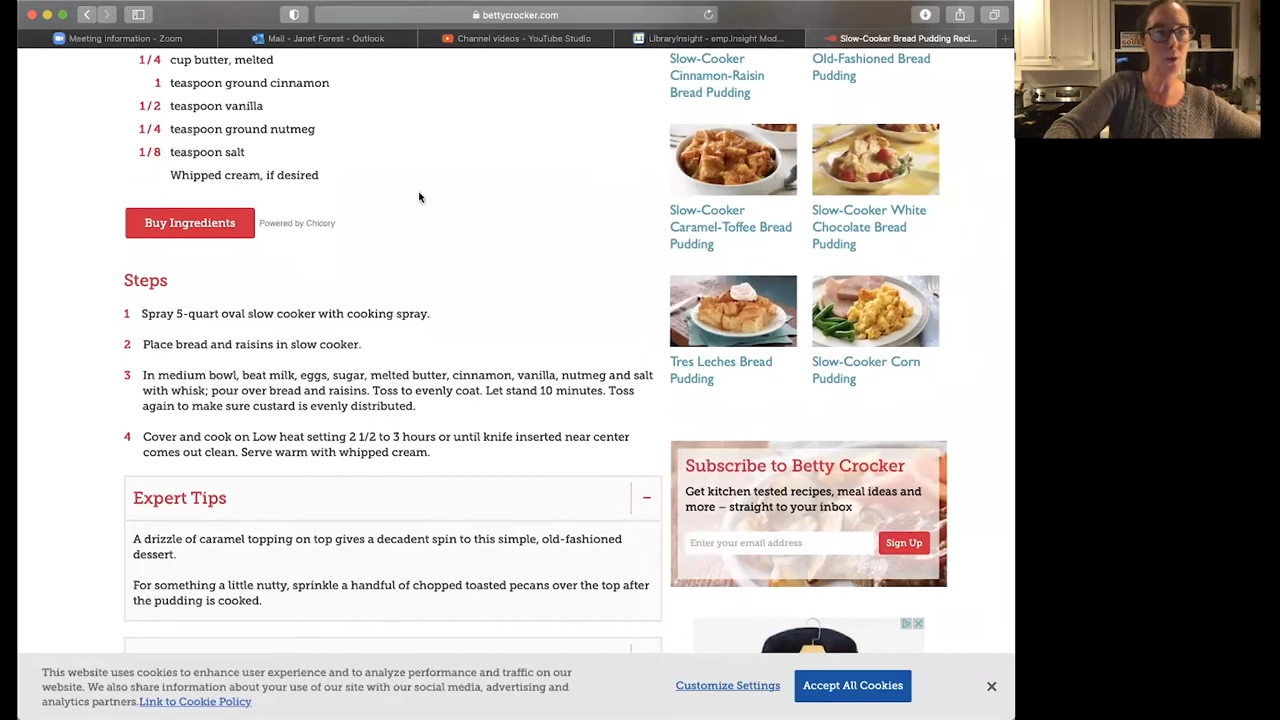 bettycrocker.com
Meeting Information - Zoom
Mail - Janet Forest - Outlook
Channel videos - YouTube Studio
LibraryInsight - emp.Insight Mod...
Slow-Cooker Bread Pudding Reci...
1/4 cup butter, melted
1 teaspoon ground cinnamon
1/2 teaspoon vanilla
1/4 teaspoon ground nutmeg
1/8 teaspoon salt
Whipped cream, if desired
Buy Ingredients
Powered by Chicory
Steps
1 Spray 5-quart oval slow cooker with cooking spray.
2 Place bread and raisins in slow cooker.
3 In medium bowl, beat milk, eggs, sugar, melted butter, cinnamon, vanilla, nutmeg and salt
with whisk; pour over bread and raisins. Toss to evenly coat. Let stand 10 minutes. Toss
again to make sure custard is evenly distributed.
4 Cover and cook on Low heat setting 2 1/2 to 3 hours or until knife inserted near center
comes out clean. Serve warm with whipped cream.
Expert Tips
A drizzle of caramel topping on top gives a decadent spin to this simple, old-fashioned
dessert.
For something a little nutty, sprinkle a handful of chopped toasted pecans over the top after
the pudding is cooked.
Slow-Cooker
Cinnamon-Raisin
Bread Pudding
Old-Fashioned Bread
Pudding
Slow-Cooker
Caramel-Toffee Bread
Pudding
Slow-Cooker White
Chocolate Bread
Pudding
Tres Leches Bread
Pudding
Slow-Cooker Corn
Pudding
Subscribe to Betty Crocker
Get kitchen tested recipes, meal ideas and
more – straight to your inbox
Enter your email address
Sign Up
This website uses cookies to enhance user experience and to analyze performance and traffic on our
website. We also share information about your use of our site with our social media, advertising and
analytics partners.Link to Cookie Policy
Customize Settings
Accept All Cookies